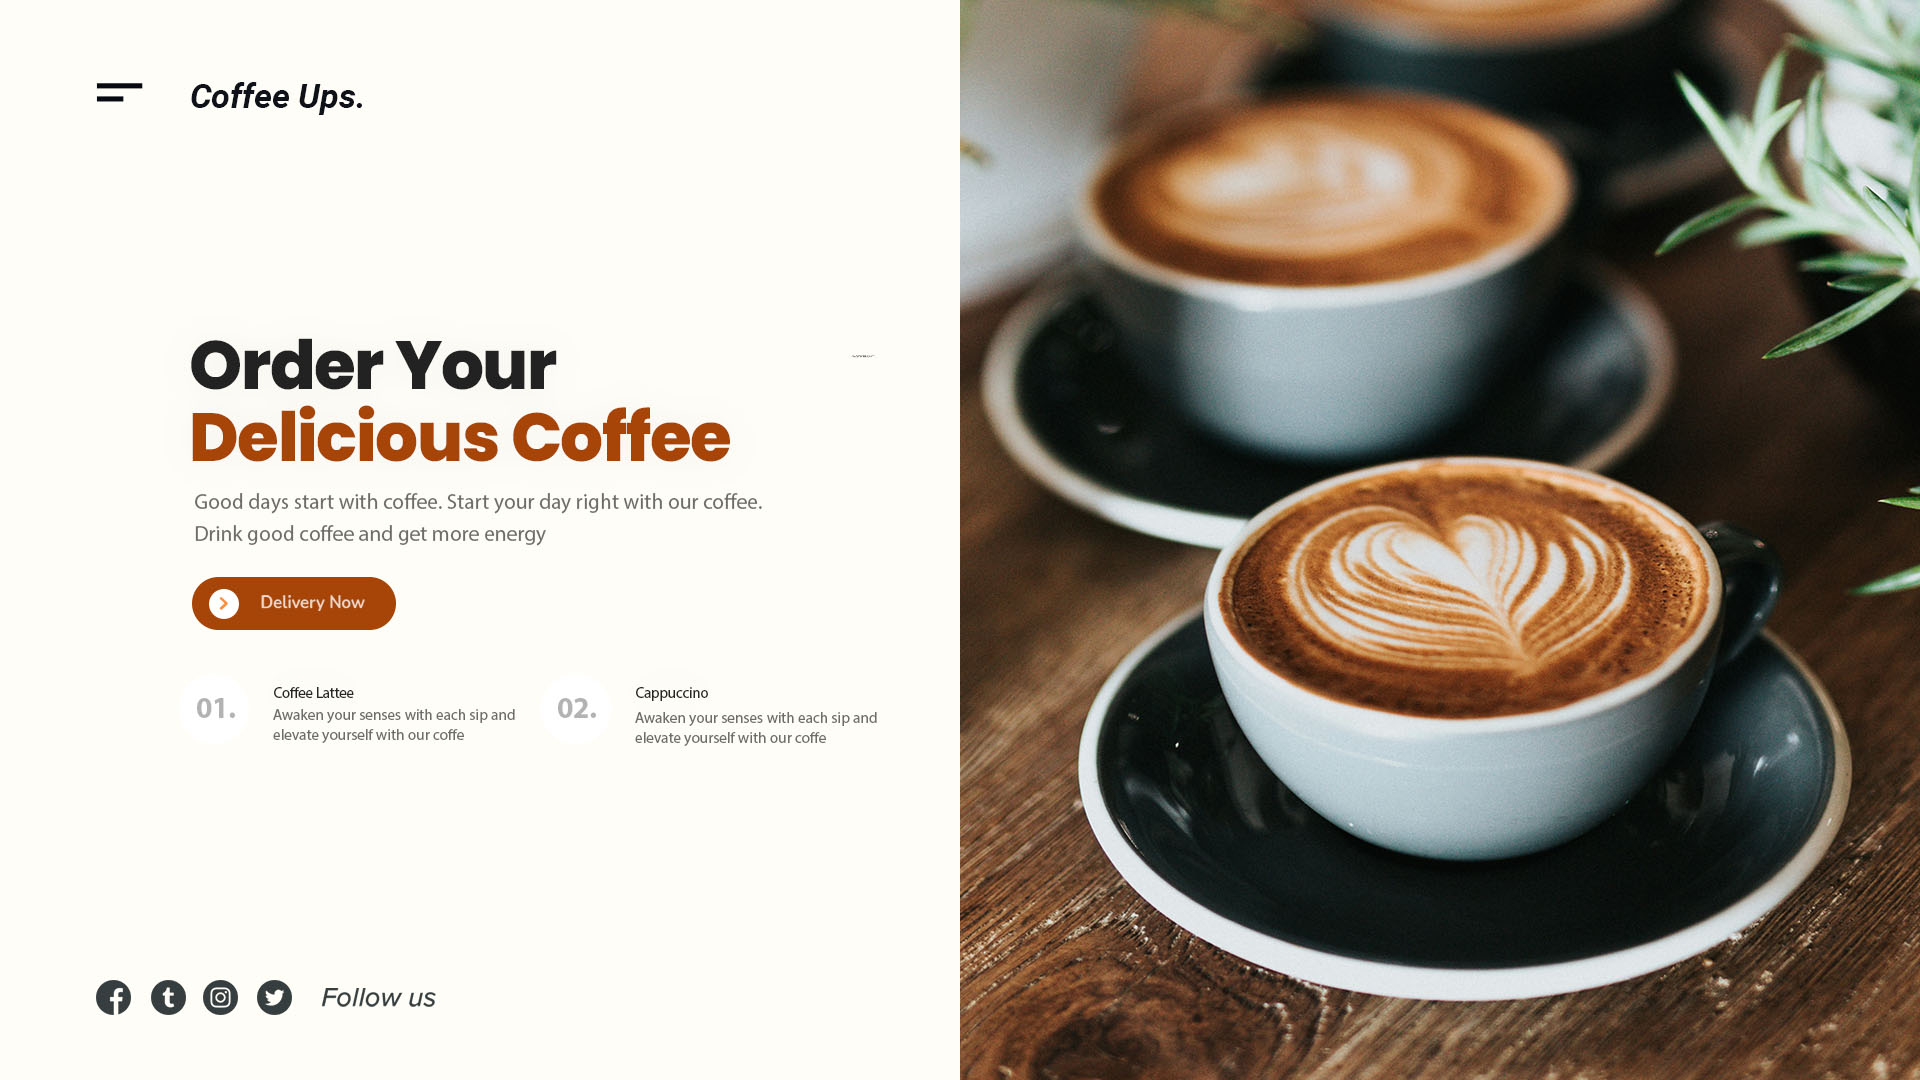 Coffee Ups.
Order Your
Delicious Coffee
Good days start with coffee. Start your day right with our coffee.
Drink good coffee and get more energy
Delivery Now
01.
Coffee Lattee
Awaken your senses with each sip and
elevate yourself with our coffe
02.
Cappuccino
Awaken your senses with each sip and
elevate yourself with our coffe
Follow us